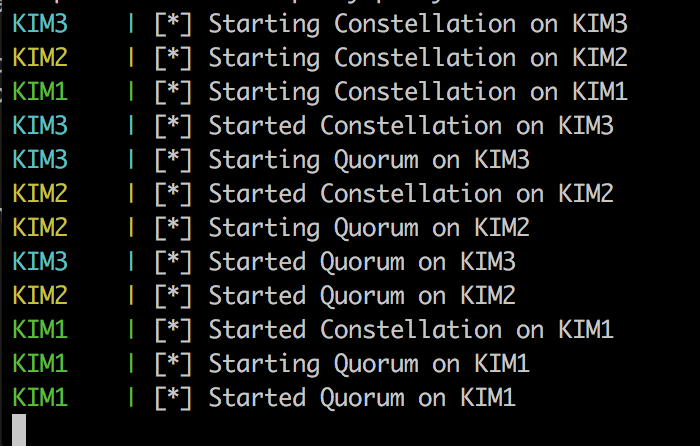 KIM3 | [*] Starting Constellation on KIM3
KIM2 | [*] Starting Constellation on KIM2
KIM1 | [*] Starting Constellation on KIM1
KIM3 | [*] Started Constellation on KIM3
KIM3 | [*] Starting Quorum on KIM3
KIM2 | [*] Started Constellation on KIM2
KIM2 | [*] Starting Quorum on KIM2
KIM3 | [*] Started Quorum on KIM3
KIM2 | [*] Started Quorum on KIM2
KIM1 | [*] Started Constellation on KIM1
KIM1 | [*] Starting Quorum on KIM1
KIM1 | [*] Started Quorum on KIM1